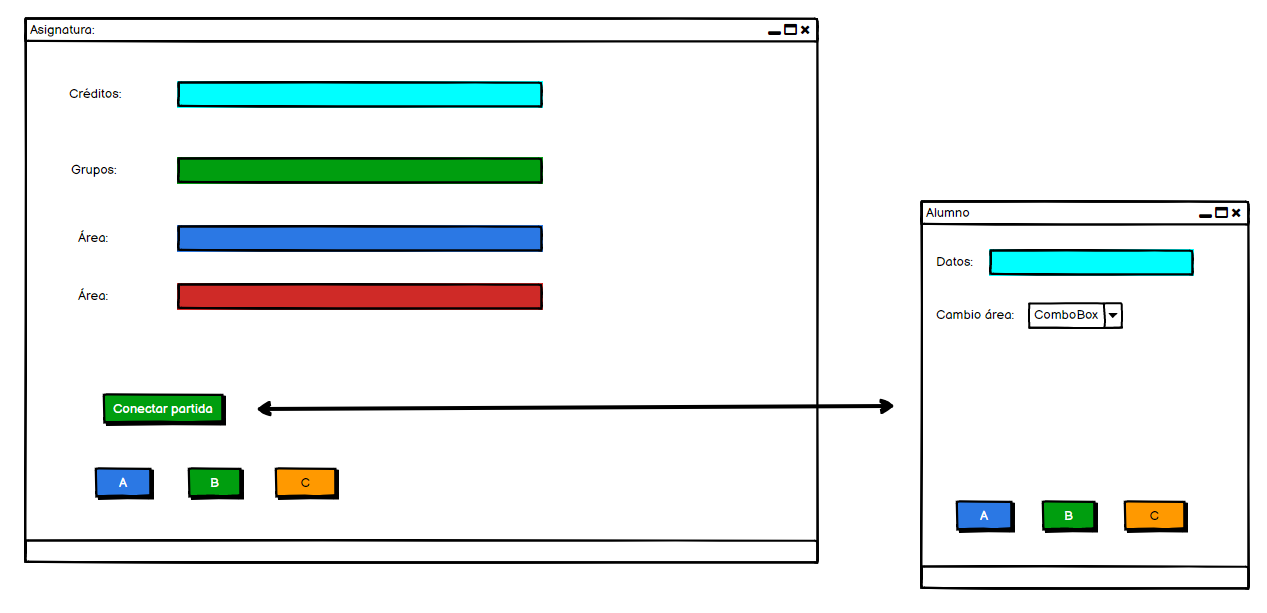 Asignatura:
Créditos:
Grupos:
Área:
Área:
Conectar partida
A
B
C
Alumno
Datos:
Cambio área:
ComboBox
A
B
C